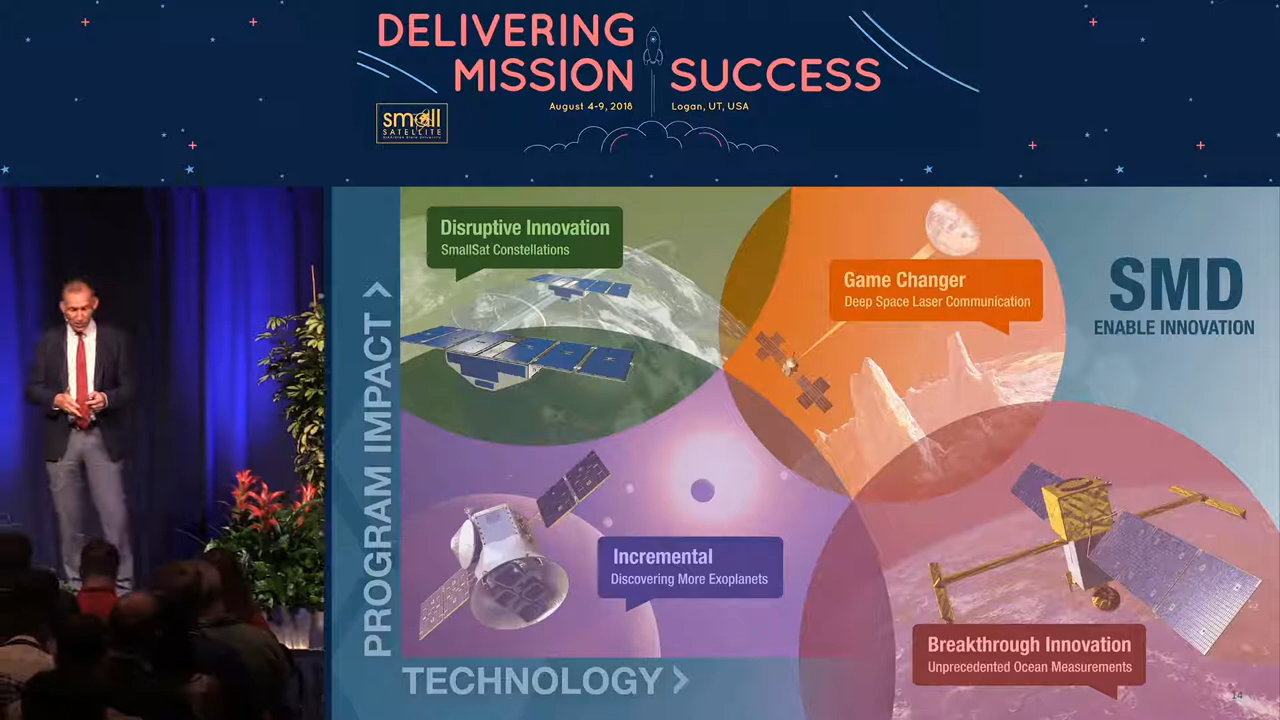 DELIVERING
MISSION SUCCESS
August 4-9, 2018 Logan, UT, USA
small
SATELLITE
Disruptive Innovation
SmallSat Constellations
Game Changer
Deep Space Laser Communication
SMD
ENABLE INNOVATION
PROGRAM IMPACT >
Incremental
Discovering More Exoplanets
Breakthrough Innovation
Unprecedented Ocean Measurements
TECHNOLOGY >
14